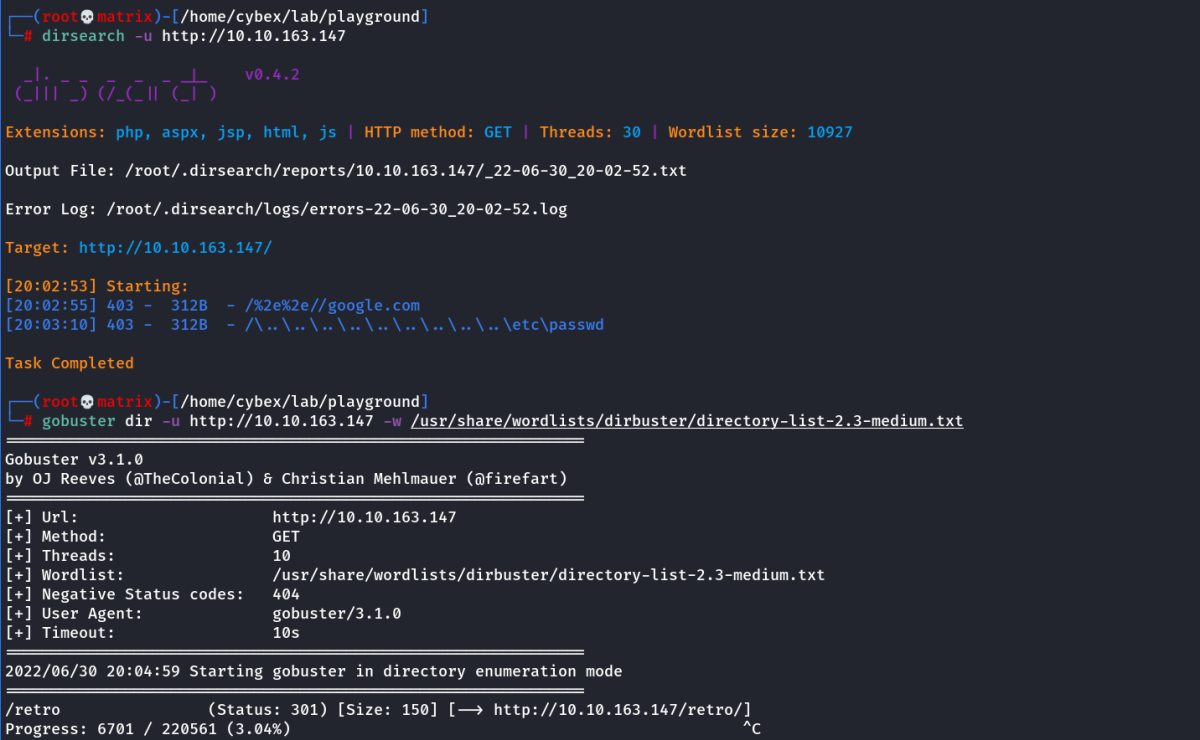 ┌──(root💀matrix)-[/home/cybex/lab/playground]
└─# dirsearch -u http://10.10.163.147
  _|. _ _  _  _  _ _|_    v0.4.2
 (_||| _) (/_(_|| (_| )
Extensions: php, aspx, jsp, html, js | HTTP method: GET | Threads: 30 | Wordlist size: 10927
Output File: /root/.dirsearch/reports/10.10.163.147/_22-06-30_20-02-52.txt
Error Log: /root/.dirsearch/logs/errors-22-06-30_20-02-52.log
Target: http://10.10.163.147/
[20:02:53] Starting:
[20:02:55] 403 -  312B  - /%2e%2e//google.com
[20:03:10] 403 -  312B  - /\..\..\..\..\..\..\..\..\..\etc\passwd
Task Completed
┌──(root💀matrix)-[/home/cybex/lab/playground]
└─# gobuster dir -u http://10.10.163.147 -w /usr/share/wordlists/dirbuster/directory-list-2.3-medium.txt
===============================================================
Gobuster v3.1.0
by OJ Reeves (@TheColonial) & Christian Mehlmauer (@firefart)
===============================================================
[+] Url:                     http://10.10.163.147
[+] Method:                  GET
[+] Threads:                 10
[+] Wordlist:                /usr/share/wordlists/dirbuster/directory-list-2.3-medium.txt
[+] Negative Status codes:   404
[+] User Agent:              gobuster/3.1.0
[+] Timeout:                 10s
===============================================================
2022/06/30 20:04:59 Starting gobuster in directory enumeration mode
===============================================================
/retro                (Status: 301) [Size: 150] [--> http://10.10.163.147/retro/]
Progress: 6701 / 220561 (3.04%)                                                 ^C